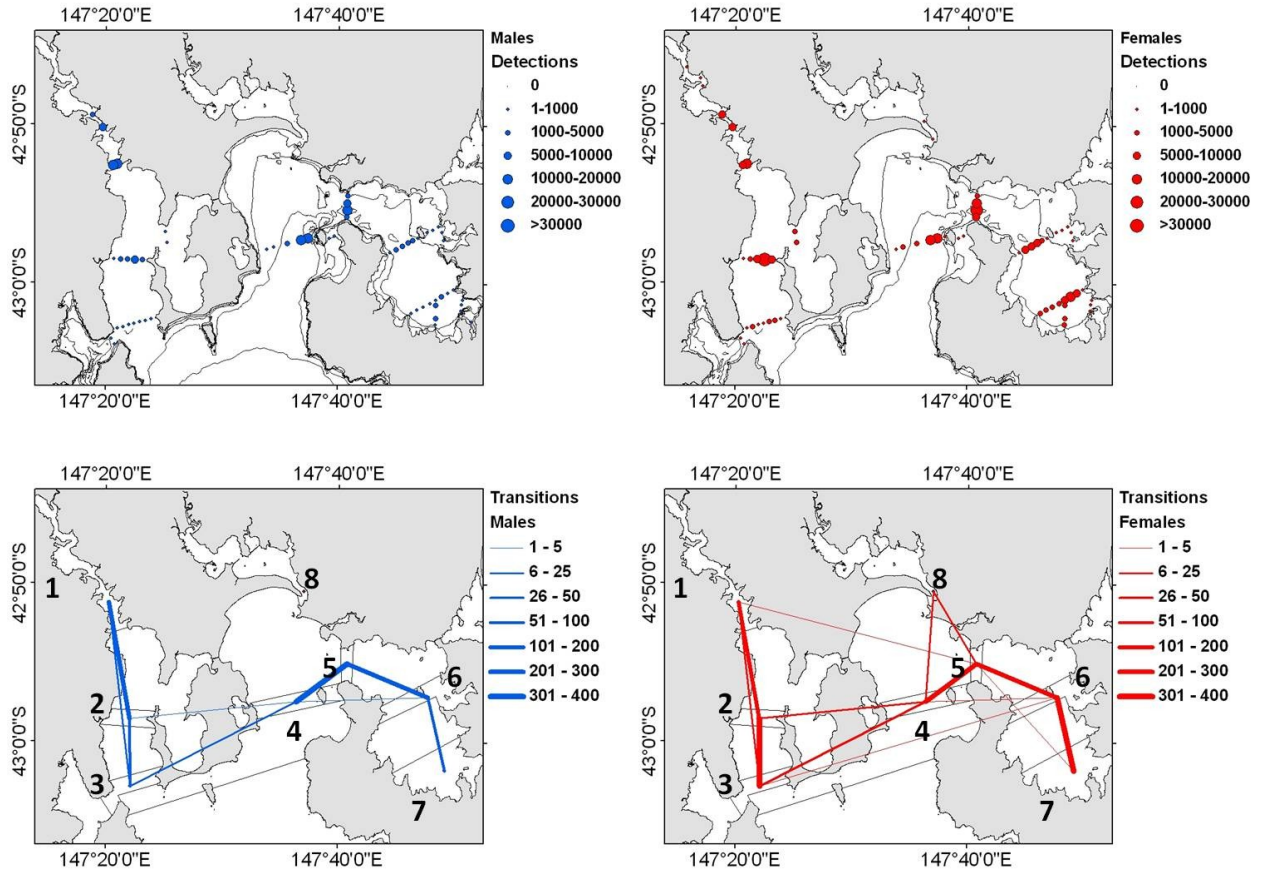 147°20'0"E 147°40'0"E
42°50'0"S
43°0'0"S
147°20'0"E 147°40'0"E
Males
Detections
0
1-1000
1000-5000
5000-10000
10000-20000
20000-30000
>30000
147°20'0"E 147°40'0"E
42°50'0"S
43°0'0"S
147°20'0"E 147°40'0"E
Females
Detections
0
1-1000
1000-5000
5000-10000
10000-20000
20000-30000
>30000
147°20'0"E 147°40'0"E
42°50'0"S
43°0'0"S
1
8
5
6
2
4
3
7
147°20'0"E 147°40'0"E
Transitions
Males
1 - 5
6 - 25
26 - 50
51 - 100
101 - 200
201 - 300
301 - 400
147°20'0"E 147°40'0"E
42°50'0"S
43°0'0"S
1
8
5
6
2
4
3
7
147°20'0"E 147°40'0"E
Transitions
Females
1 - 5
6 - 25
26 - 50
51 - 100
101 - 200
201 - 300
301 - 400